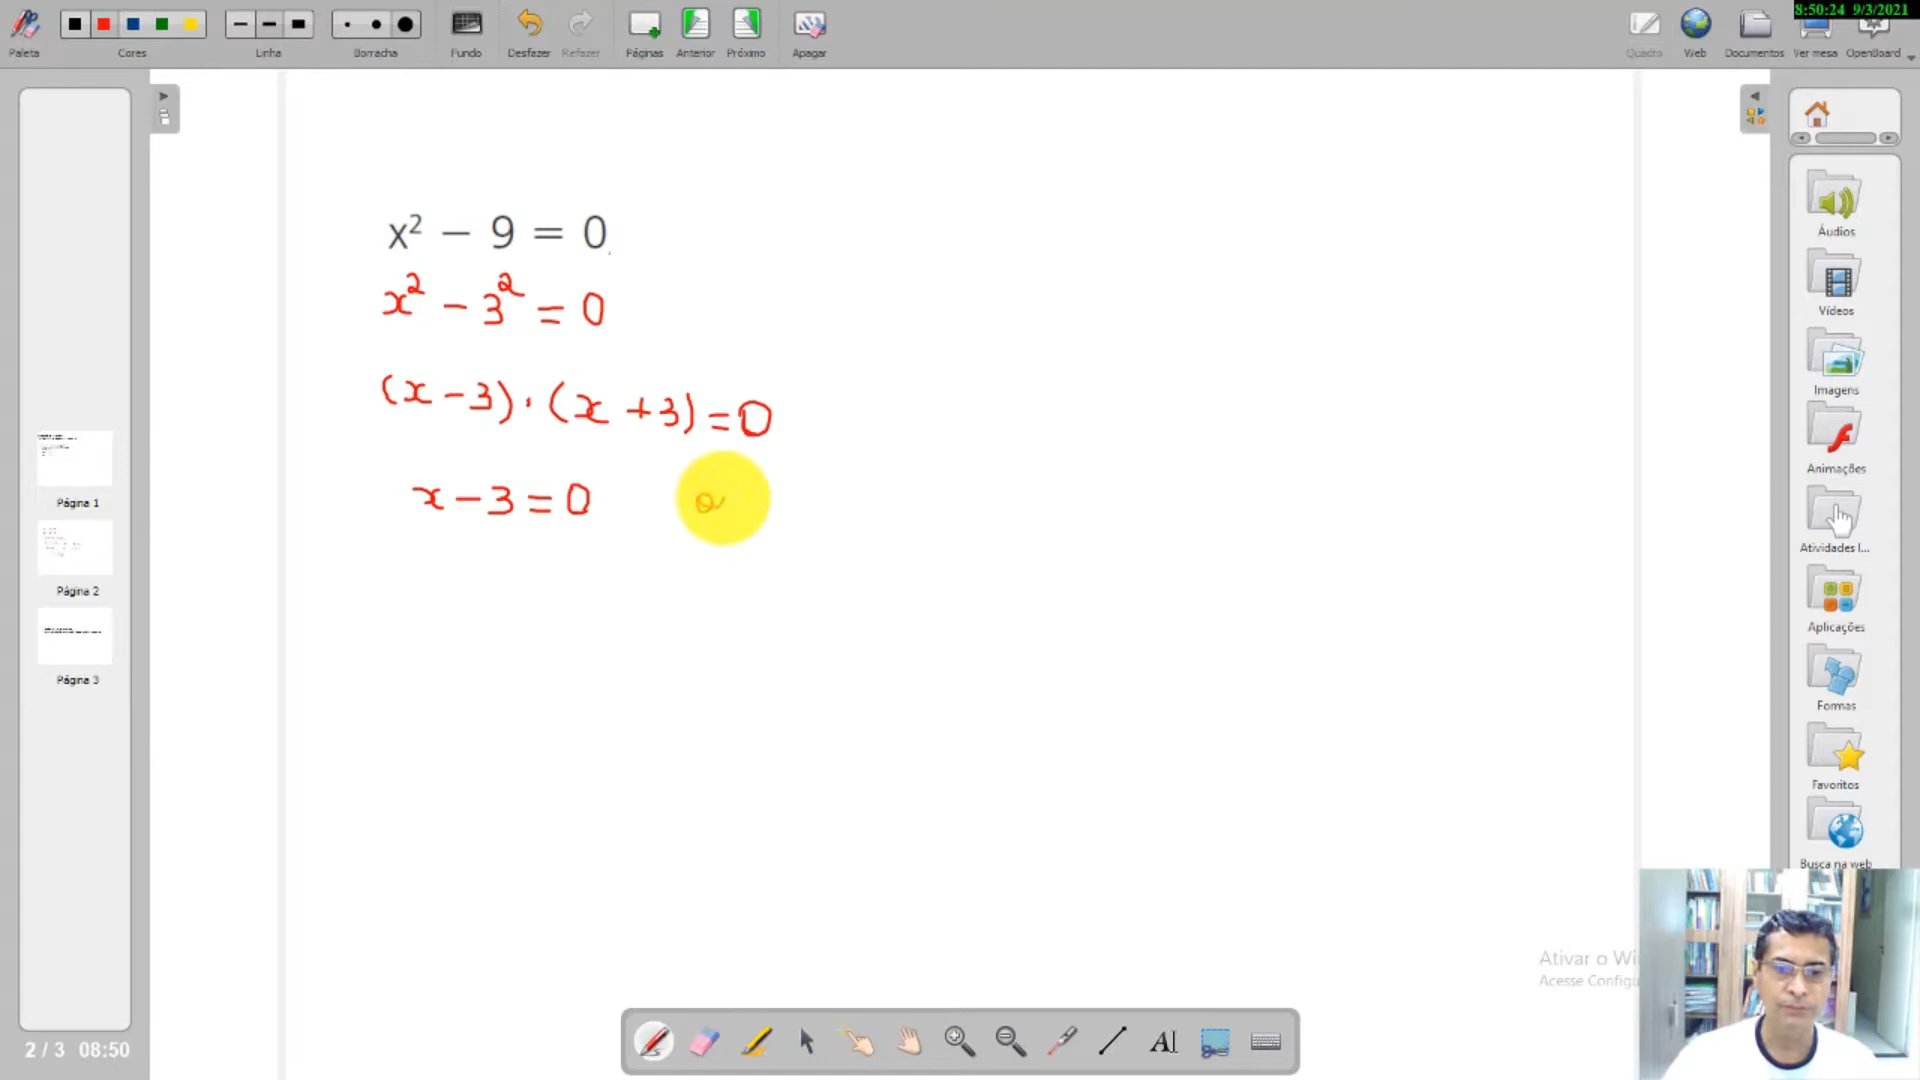 8:50:24 9/3/2021
Paleta
Cores
Linha
Borracha
Fundo
Desfazer
Refazer
Páginas
Anterior
Próximo
Apagar
Quadro
Web
Documentos
Ver mesa
OpenBoard
x² − 9 = 0
x² − 3² = 0
(x − 3) · (x + 3) = 0
x − 3 = 0
Página 1
Página 2
Página 3
2 / 3 08:50
Áudios
Vídeos
Imagens
Animações
Atividades I...
Aplicações
Formas
Favoritos
Busca na web
Ativar o Wi
Acesse Configu
AI